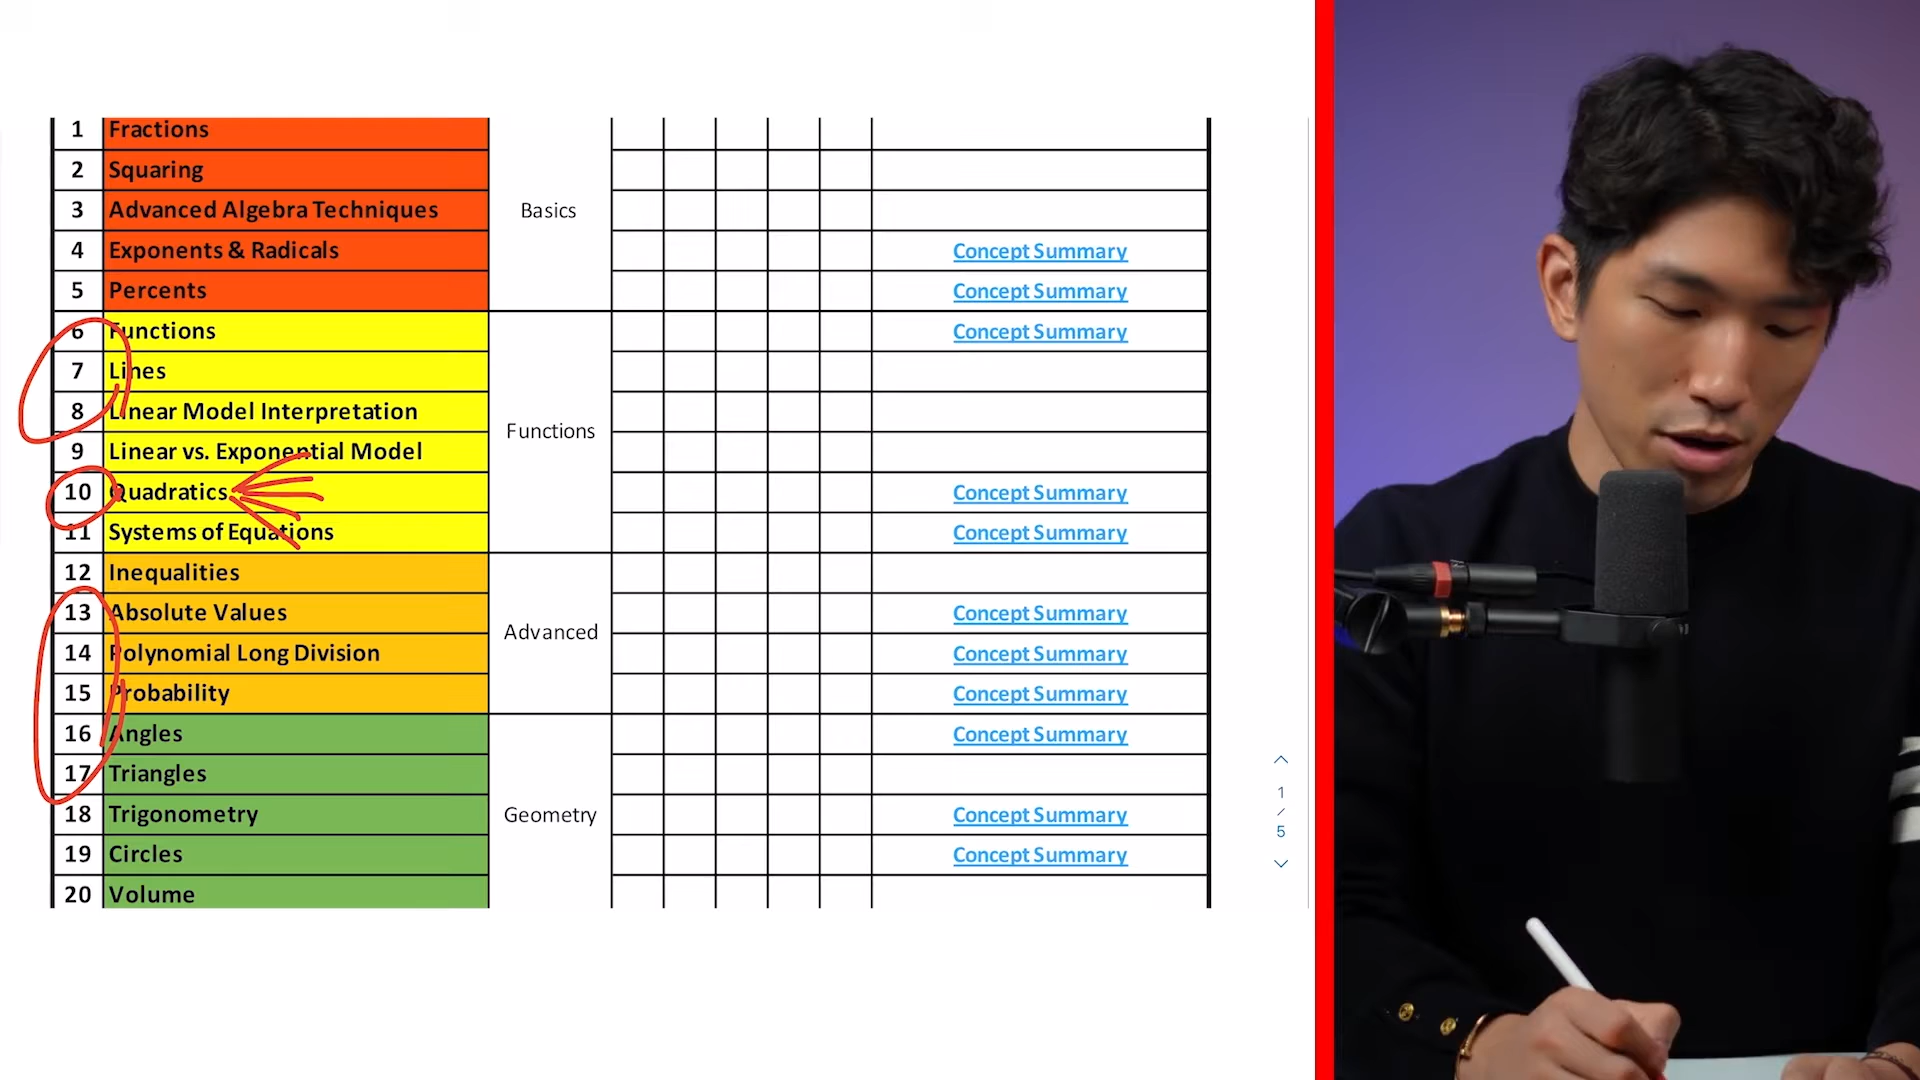 1 Fractions
2 Squaring
3 Advanced Algebra Techniques Basics
4 Exponents & Radicals Concept Summary
5 Percents Concept Summary
6 Functions Concept Summary
7 Lines
8 Linear Model Interpretation
Functions
9 Linear vs. Exponential Model
10 Quadratics Concept Summary
11 Systems of Equations Concept Summary
12 Inequalities
13 Absolute Values Concept Summary
Advanced
14 Polynomial Long Division Concept Summary
15 Probability Concept Summary
16 Angles Concept Summary
17 Triangles
18 Trigonometry Geometry Concept Summary
19 Circles Concept Summary
20 Volume
1
/
5